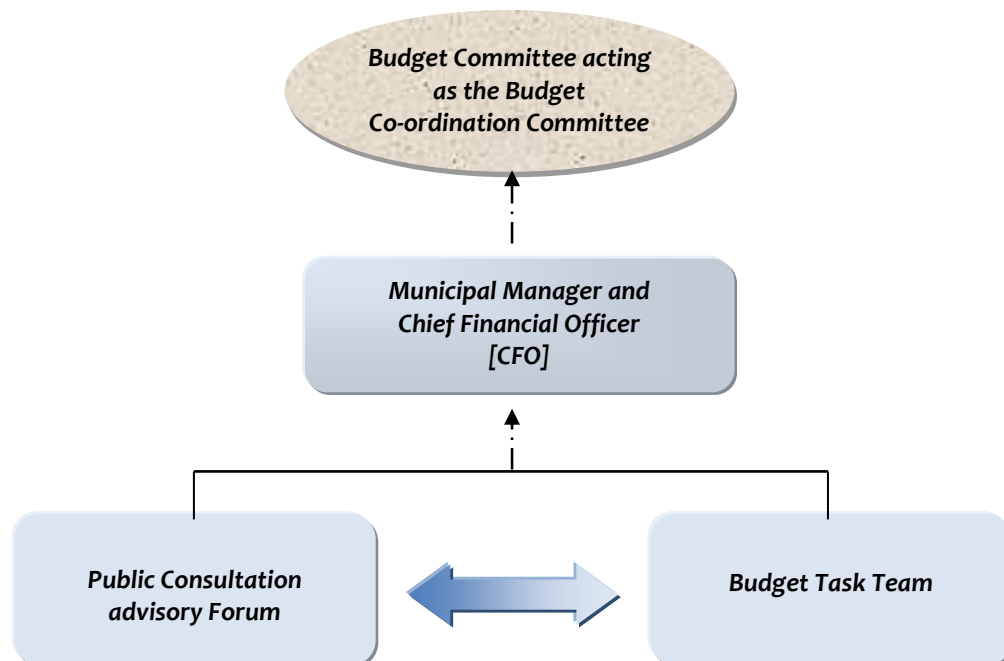 Budget Committee acting
as the Budget
Co-ordination Committee
Municipal Manager and
Chief Financial Officer
[CFO]
Public Consultation
advisory Forum
Budget Task Team